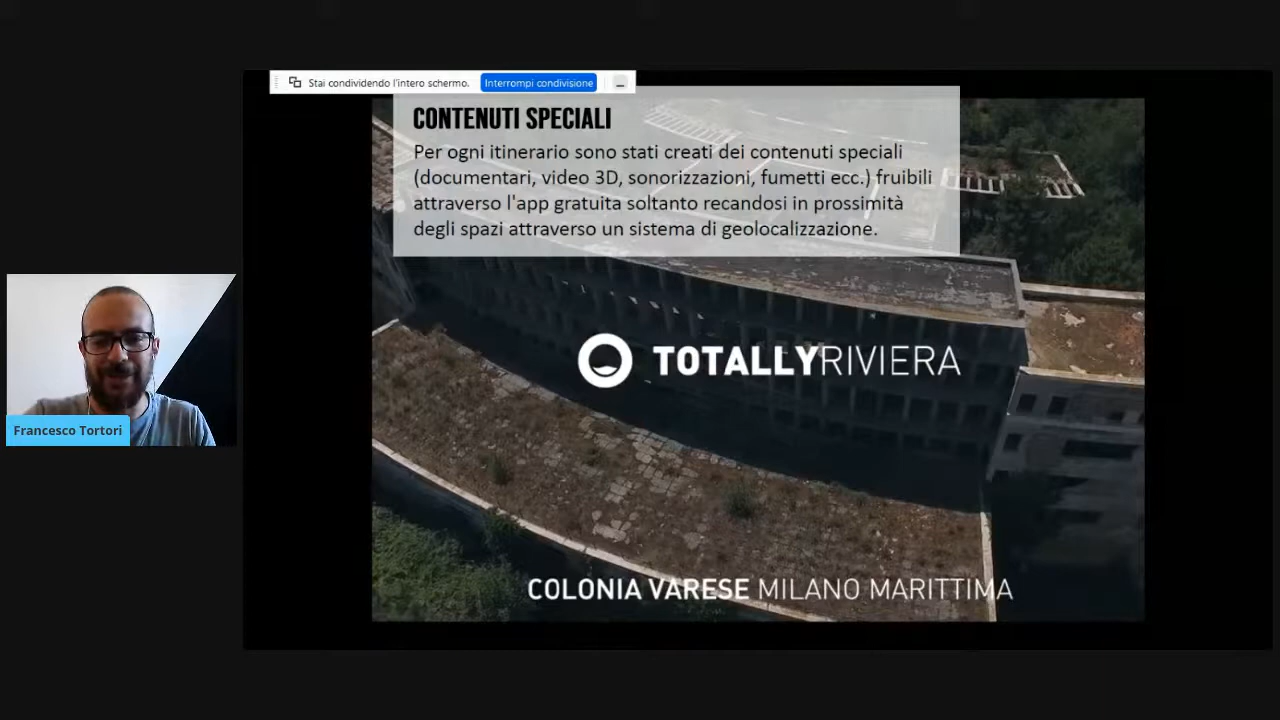 Stai condividendo l'intero schermo. Interrompi condivisione
CONTENUTI SPECIALI
Per ogni itinerario sono stati creati dei contenuti speciali
(documentari, video 3D, sonorizzazioni, fumetti ecc.) fruibili
attraverso l'app gratuita soltanto recandosi in prossimità
degli spazi attraverso un sistema di geolocalizzazione.
TOTALLYRIVIERA
Francesco Tortori
COLONIA VARESE MILANO MARITTIMA